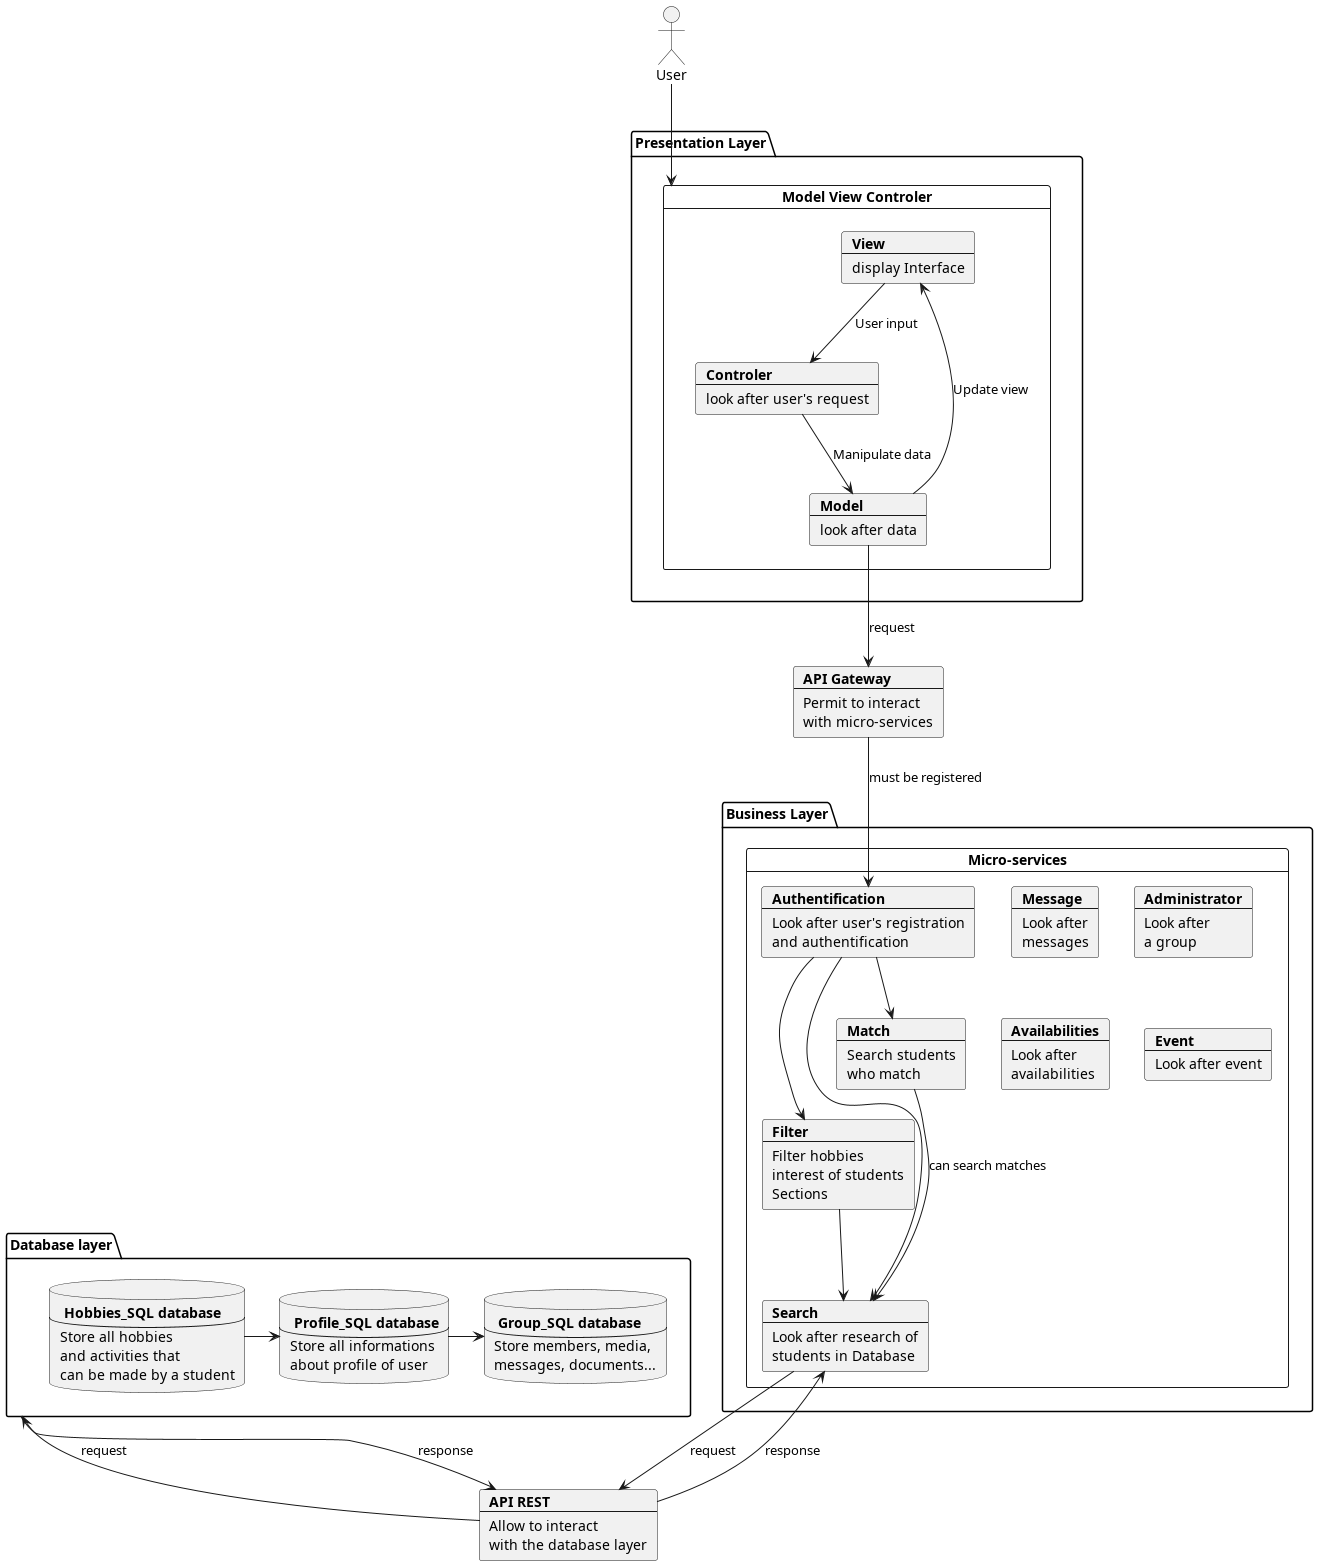 User
Presentation Layer
Model View Controler
View
display Interface
User input
Controler
look after user's request
Update view
Manipulate data
Model
look after data
request
API Gateway
Permit to interact
with micro-services
must be registered
Business Layer
Micro-services
Authentification
Look after user's registration
and authentification
Message
Look after
messages
Administrator
Look after
a group
Match
Search students
who match
Availabilities
Look after
availabilities
Event
Look after event
Filter
Filter hobbies
interest of students
Sections
can search matches
Database layer
Hobbies_SQL database
Store all hobbies
and activities that
can be made by a student
Profile_SQL database
Store all informations
about profile of user
Group_SQL database
Store members, media,
messages, documents...
Search
Look after research of
students in Database
request
response
request
response
API REST
Allow to interact
with the database layer